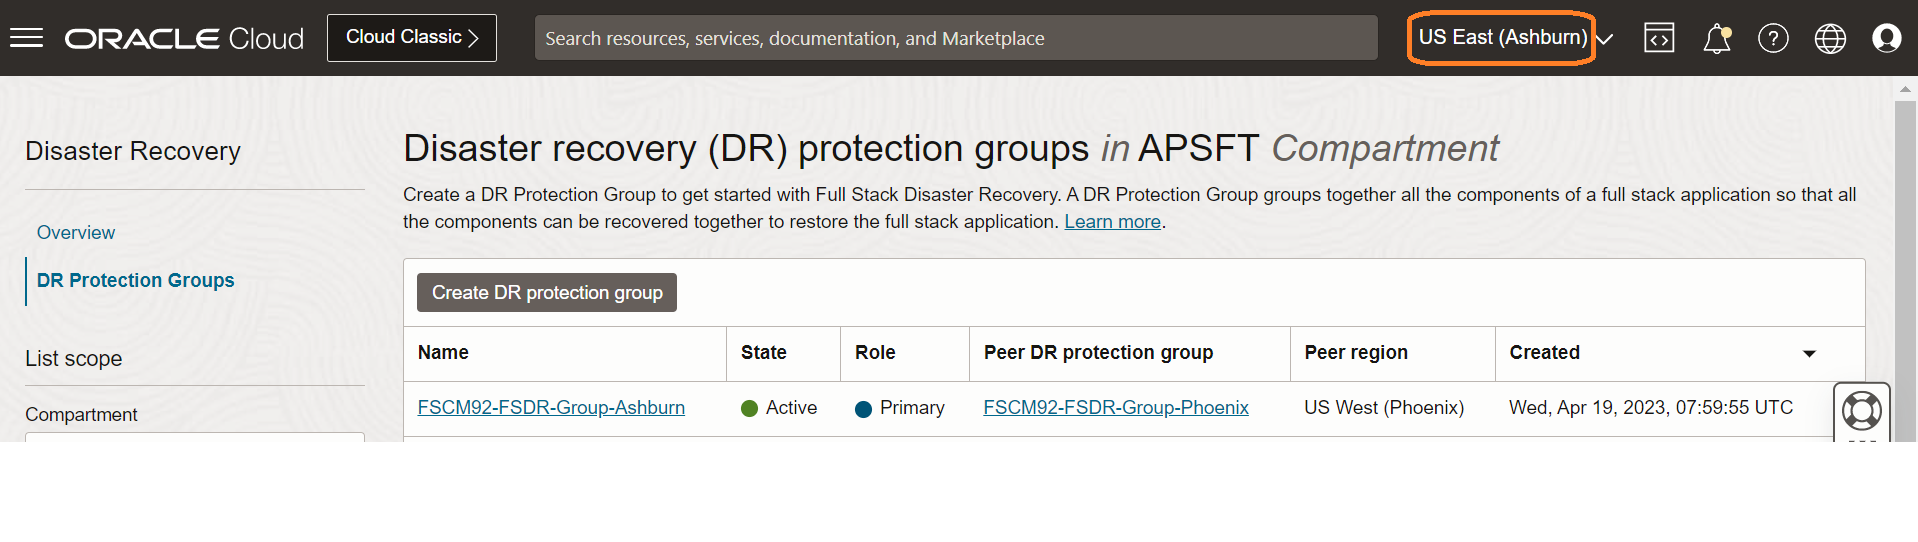 ORACLE Cloud
Cloud Classic
Search resources, services, documentation, and Marketplace
US East (Ashburn)
Disaster Recovery
Overview
DR Protection Groups
List scope
Compartment
Disaster recovery (DR) protection groups in APSFT Compartment
Create a DR Protection Group to get started with Full Stack Disaster Recovery. A DR Protection Group groups together all the components of a full stack application so that all
the components can be recovered together to restore the full stack application. Learn more.
Create DR protection group
Name State Role Peer DR protection group Peer region Created
FSCM92-FSDR-Group-Ashburn Active Primary FSCM92-FSDR-Group-Phoenix US West (Phoenix) Wed, Apr 19, 2023, 07:59:55 UTC